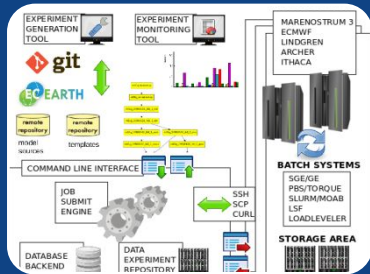 EXPERIMENT
GENERATION
TOOL
EXPERIMENT
MONITORING
TOOL
MARENOSTRUM 3
ECMWF
LINDGREN
ARCHER
ITHACA
git
EC EARTH
remote
repository
remote
repository
model
sources
templates
COMMAND LINE INTERFACE
BATCH SYSTEMS
JOB
SUBMIT
ENGINE
SSH
SCP
CURL
SGE/GE
PBS/TORQUE
SLURM/MOAB
LSF
LOADLEVELER
STORAGE AREA
DATABASE
BACKEND
DATA
EXPERIMENT
REPOSITORY